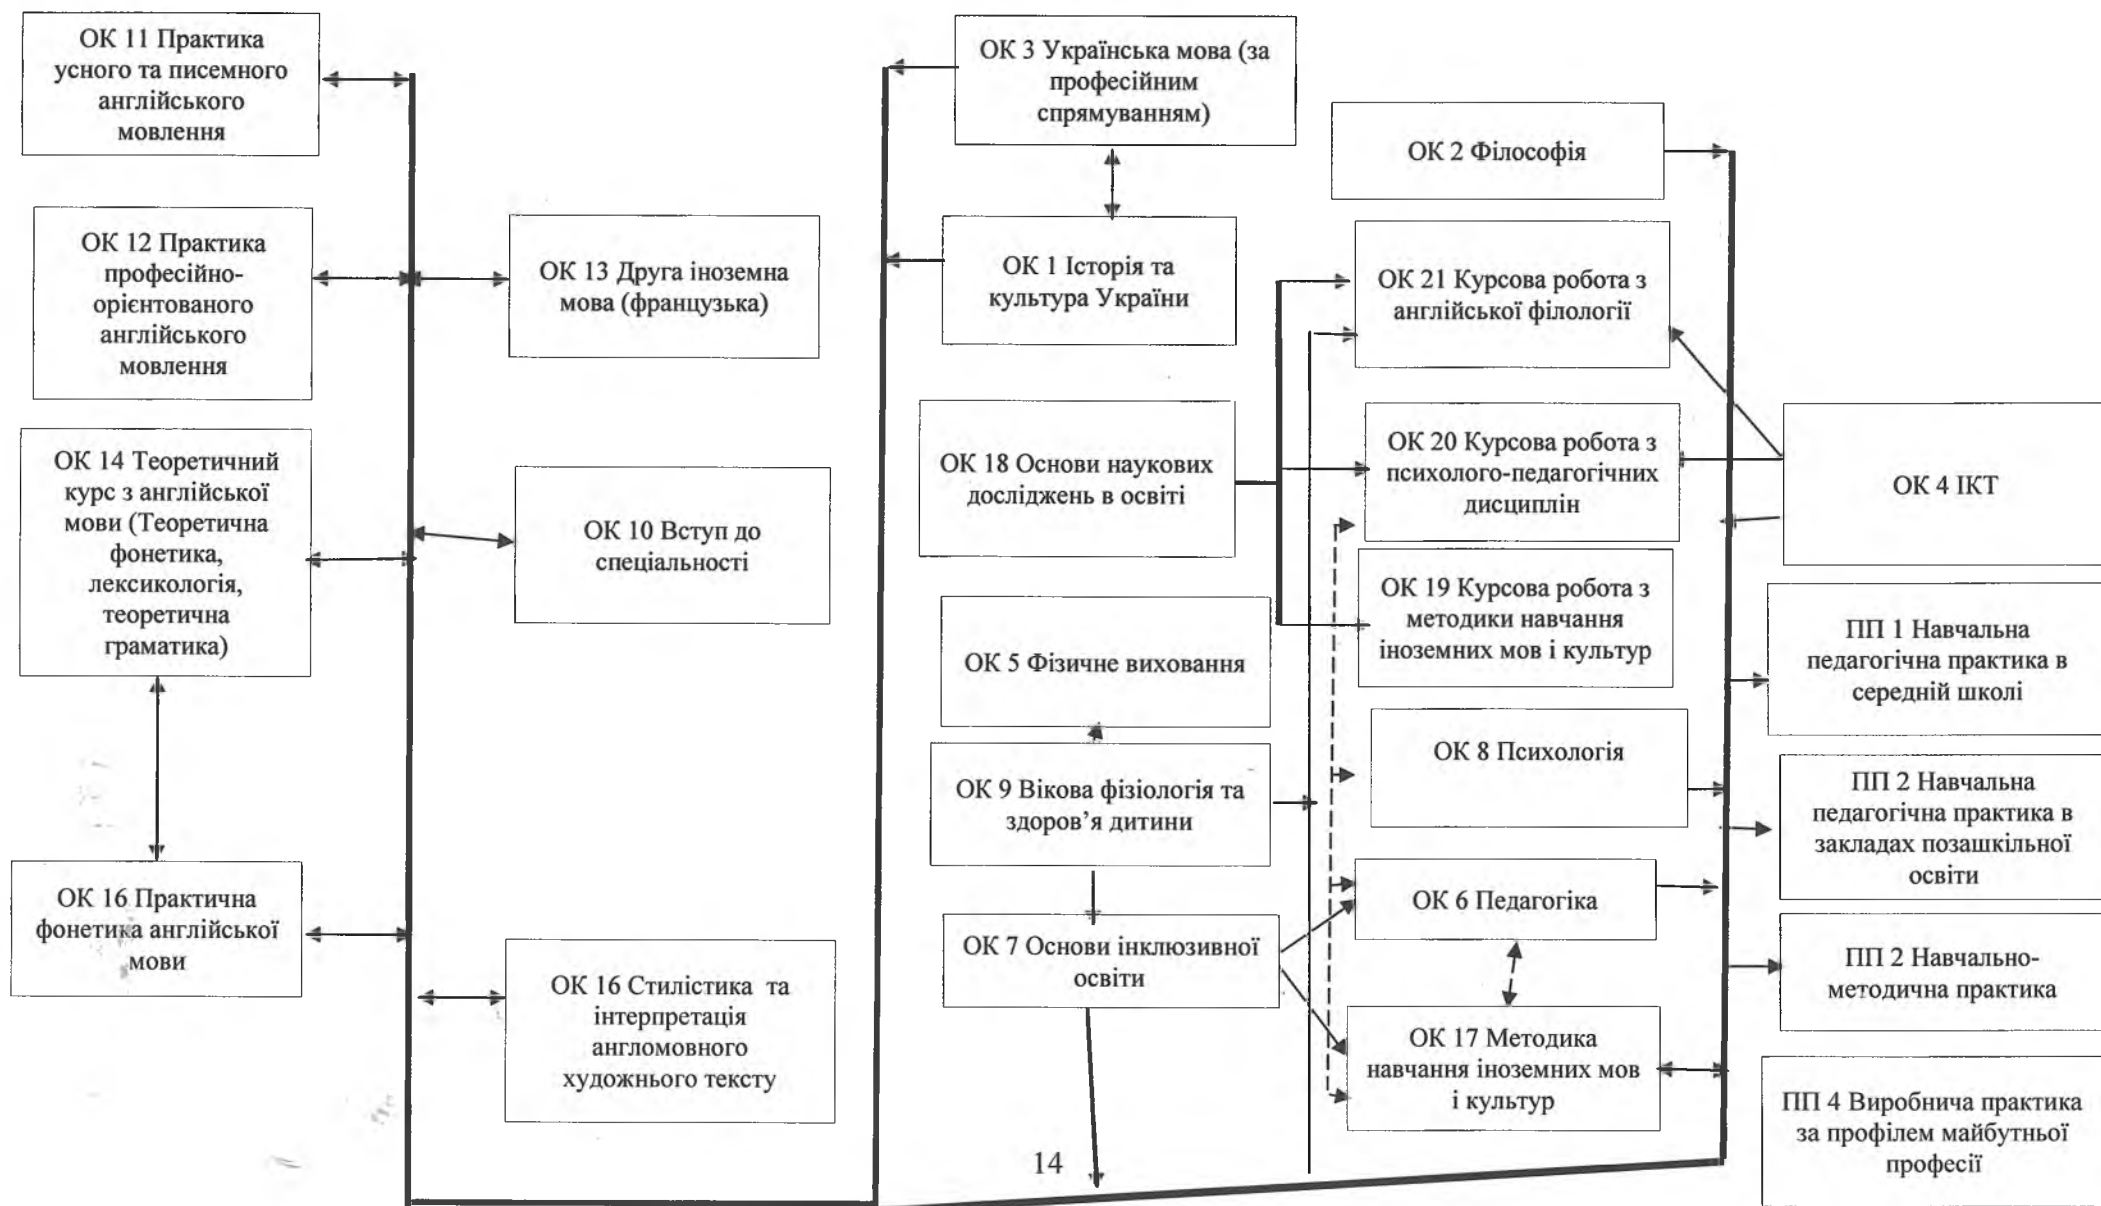 ОК 11 Практика
усного та писемного
англійського
мовлення
ОК 12 Практика
професійно-
орієнтованого
англійського
мовлення
ОК 14 Теоретичний
курс з англійської
мови (Теоретична
фонетика,
лексикологія,
теоретична
граматика)
ОК 16 Практична
фонетика англійської
мови
ОК 13 Друга іноземна
мова (французька)
ОК 10 Вступ до
спеціальності
ОК 16 Стилістика та
інтерпретація
англомовного
художнього тексту
ОК 3 Українська мова (за
професійним
спрямуванням)
ОК 1 Історія та
культура України
ОК 18 Основи наукових
досліджень в освіті
ОК 5 Фізичне виховання
ОК 9 Вікова фізіологія та
здоров’я дитини
ОК 7 Основи інклюзивної
освіти
ОК 2 Філософія
ОК 21 Курсова робота з
англійської філології
ОК 20 Курсова робота з
психолого-педагогічних
дисциплін
ОК 19 Курсова робота з
методики навчання
іноземних мов і культур
ОК 8 Психологія
ОК 6 Педагогіка
ОК 17 Методика
навчання іноземних мов
і культур
ОК 4 ІКТ
ПП 1 Навчальна
педагогічна практика в
середній школі
ПП 2 Навчальна
педагогічна практика в
закладах позашкільної
освіти
ПП 2 Навчально-
методична практика
ПП 4 Виробнича практика
за профілем майбутньої
професії
14